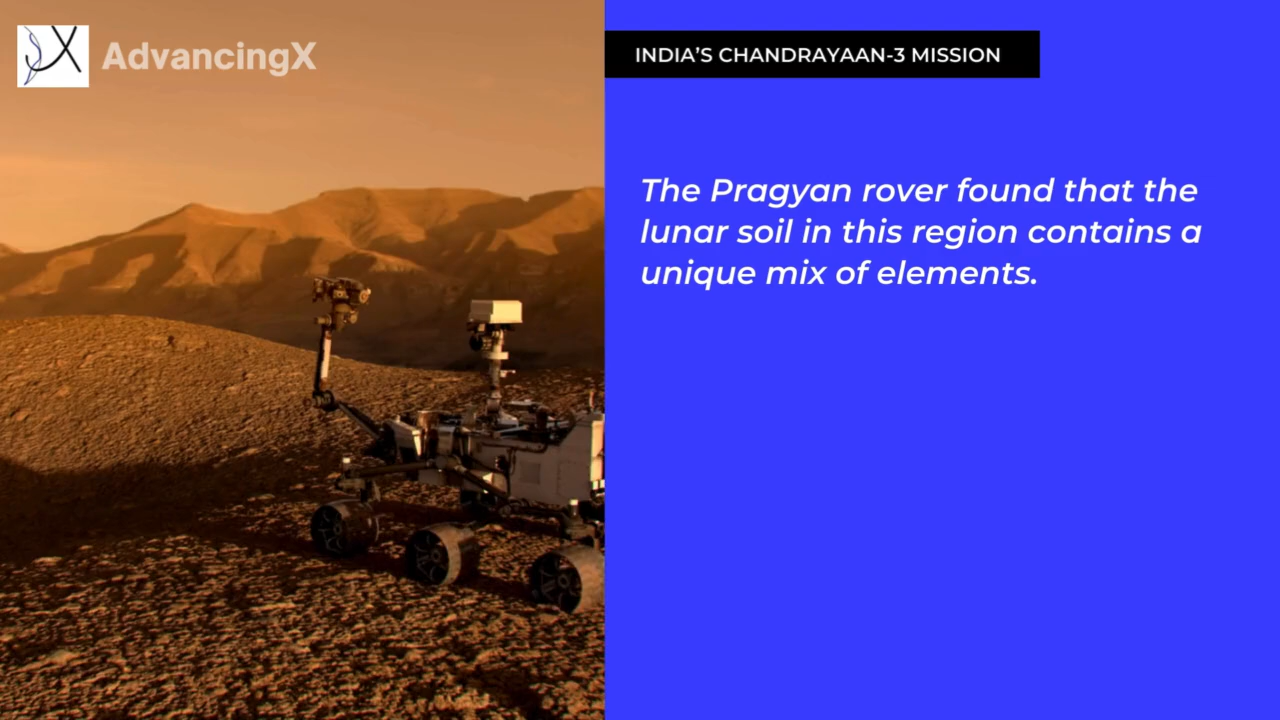 AdvancingX
INDIA'S CHANDRAYAAN-3 MISSION
The Pragyan rover found that the
lunar soil in this region contains a
unique mix of elements.